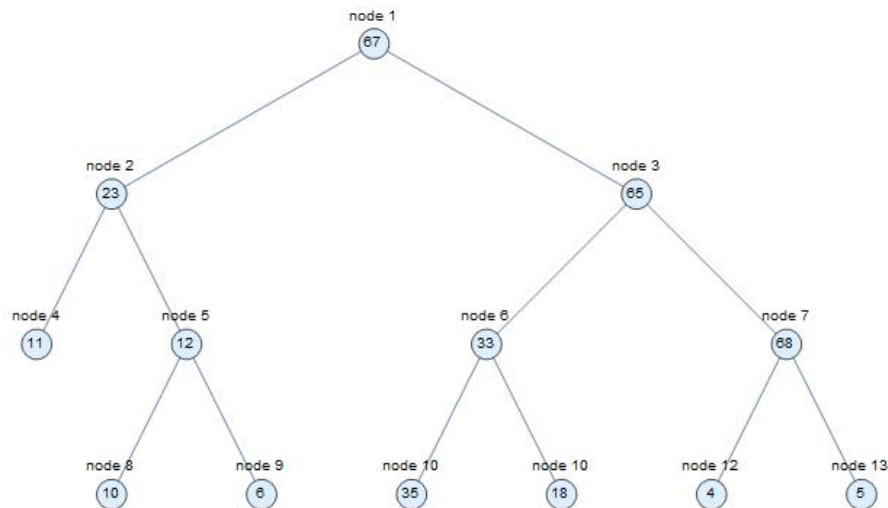 node 1
67
node 2
node 3
23
65
node 4
node 5
node 6
node 7
11
12
33
68
node 8
node 9
node 10
node 10
node 12
node 13
10
6
35
18
4
5